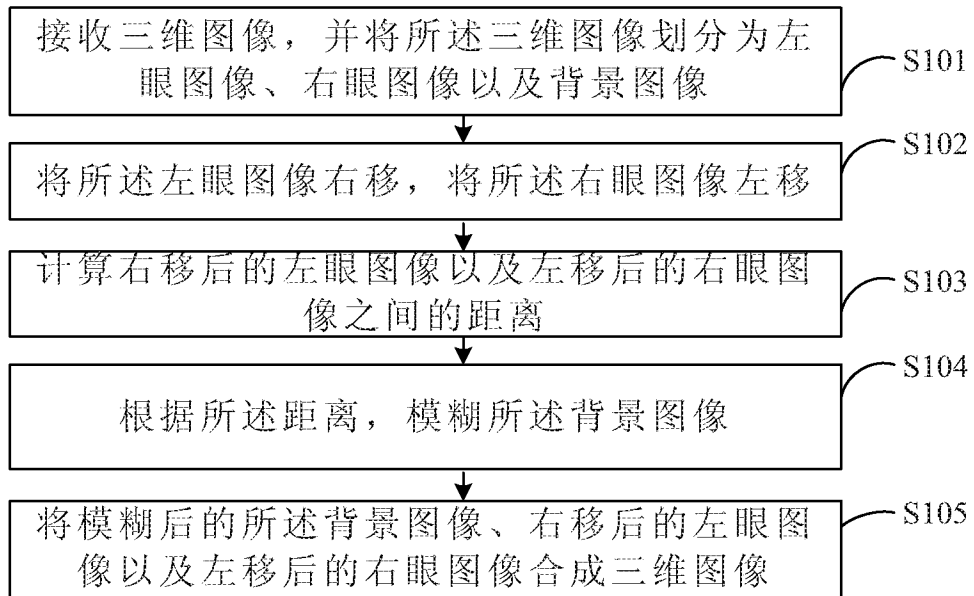 接收三维图像，并将所述三维图像划分为左
眼图像、右眼图像以及背景图像
S101
将所述左眼图像右移，将所述右眼图像左移
S102
计算右移后的左眼图像以及左移后的右眼图
像之间的距离
S103
根据所述距离，模糊所述背景图像
S104
将模糊后的所述背景图像、右移后的左眼图
像以及左移后的右眼图像合成三维图像
S105